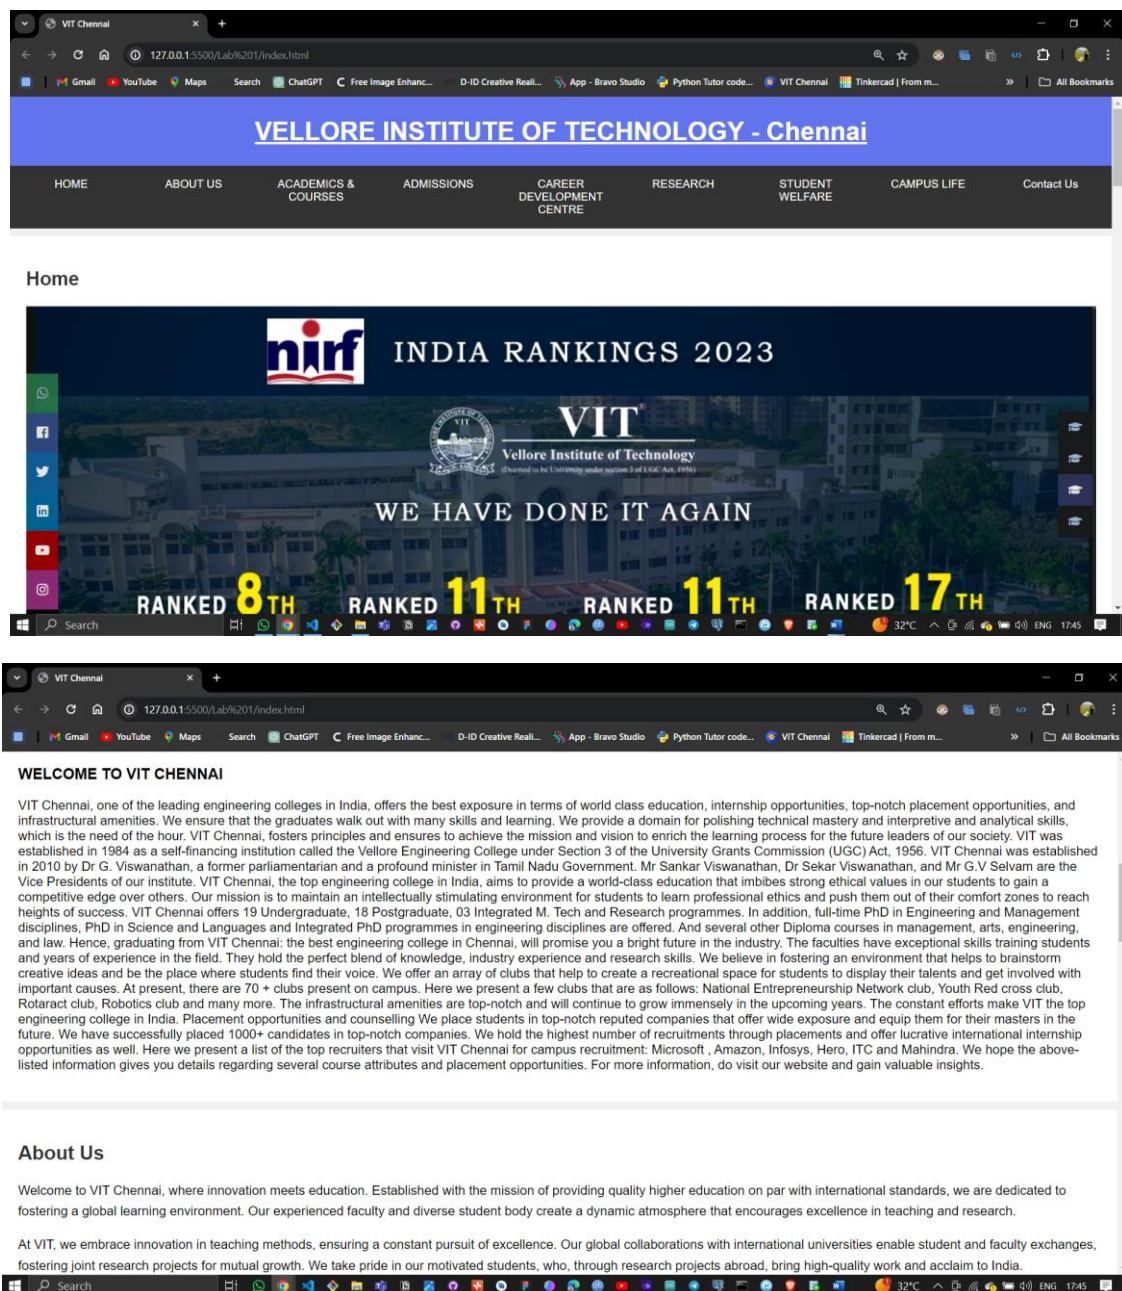 VIT Chennai
127.0.0.1:5500/Lab%201/index.html
Gmail YouTube Maps Search ChatGPT Free Image Enhanc... D-ID Creative Reali... App - Bravo Studio Python Tutor code... VIT Chennai Tinkercad | From m... » All Bookmarks
VELLORE INSTITUTE OF TECHNOLOGY - Chennai
HOME ABOUT US ACADEMICS & ADMISSIONS CAREER RESEARCH STUDENT CAMPUS LIFE Contact Us
COURSES DEVELOPMENT WELFARE
CENTRE
Home
nirf INDIA RANKINGS 2023
VIT
Vellore Institute of Technology
(Deemed to be University under section 3 of UGC Act, 1956)
WE HAVE DONE IT AGAIN
RANKED 8TH RANKED 11TH RANKED 11TH RANKED 17TH
Search 32°C ENG 17:45
VIT Chennai
127.0.0.1:5500/Lab%201/index.html
Gmail YouTube Maps Search ChatGPT Free Image Enhanc... D-ID Creative Reali... App - Bravo Studio Python Tutor code... VIT Chennai Tinkercad | From m... » All Bookmarks
WELCOME TO VIT CHENNAI
VIT Chennai, one of the leading engineering colleges in India, offers the best exposure in terms of world class education, internship opportunities, top-notch placement opportunities, and
infrastructural amenities. We ensure that the graduates walk out with many skills and learning. We provide a domain for polishing technical mastery and interpretive and analytical skills,
which is the need of the hour. VIT Chennai, fosters principles and ensures to achieve the mission and vision to enrich the learning process for the future leaders of our society. VIT was
established in 1984 as a self-financing institution called the Vellore Engineering College under Section 3 of the University Grants Commission (UGC) Act, 1956. VIT Chennai was established
in 2010 by Dr G. Viswanathan, a former parliamentarian and a profound minister in Tamil Nadu Government. Mr Sankar Viswanathan, Dr Sekar Viswanathan, and Mr G.V Selvam are the
Vice Presidents of our institute. VIT Chennai, the top engineering college in India, aims to provide a world-class education that imbibes strong ethical values in our students to gain a
competitive edge over others. Our mission is to maintain an intellectually stimulating environment for students to learn professional ethics and push them out of their comfort zones to reach
heights of success. VIT Chennai offers 19 Undergraduate, 18 Postgraduate, 03 Integrated M. Tech and Research programmes. In addition, full-time PhD in Engineering and Management
disciplines, PhD in Science and Languages and Integrated PhD programmes in engineering disciplines are offered. And several other Diploma courses in management, arts, engineering,
and law. Hence, graduating from VIT Chennai: the best engineering college in Chennai, will promise you a bright future in the industry. The faculties have exceptional skills training students
and years of experience in the field. They hold the perfect blend of knowledge, industry experience and research skills. We believe in fostering an environment that helps to brainstorm
creative ideas and be the place where students find their voice. We offer an array of clubs that help to create a recreational space for students to display their talents and get involved with
important causes. At present, there are 70 + clubs present on campus. Here we present a few clubs that are as follows: National Entrepreneurship Network club, Youth Red cross club,
Rotaract club, Robotics club and many more. The infrastructural amenities are top-notch and will continue to grow immensely in the upcoming years. The constant efforts make VIT the top
engineering college in India. Placement opportunities and counselling We place students in top-notch reputed companies that offer wide exposure and equip them for their masters in the
future. We have successfully placed 1000+ candidates in top-notch companies. We hold the highest number of recruitments through placements and offer lucrative international internship
opportunities as well. Here we present a list of the top recruiters that visit VIT Chennai for campus recruitment: Microsoft , Amazon, Infosys, Hero, ITC and Mahindra. We hope the above-
listed information gives you details regarding several course attributes and placement opportunities. For more information, do visit our website and gain valuable insights.
About Us
Welcome to VIT Chennai, where innovation meets education. Established with the mission of providing quality higher education on par with international standards, we are dedicated to
fostering a global learning environment. Our experienced faculty and diverse student body create a dynamic atmosphere that encourages excellence in teaching and research.
At VIT, we embrace innovation in teaching methods, ensuring a constant pursuit of excellence. Our global collaborations with international universities enable student and faculty exchanges,
fostering joint research projects for mutual growth. We take pride in our motivated students, who, through research projects abroad, bring high-quality work and acclaim to India.
Search 32°C ENG 17:45